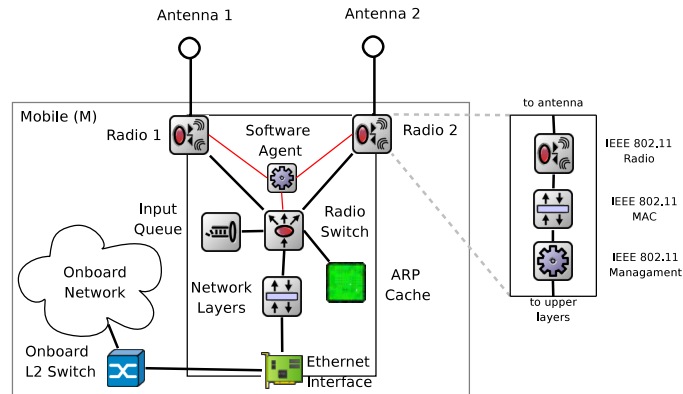 Antenna 1
Antenna 2
Mobile (M)
Radio 1
Software
Agent
Radio 2
Input
Queue
Radio
Switch
Onboard
Network
Network
Layers
ARP
Cache
Onboard
L2 Switch
Ethernet
Interface
to antenna
IEEE 802.11
Radio
IEEE 802.11
MAC
IEEE 802.11
Managament
to upper
layers